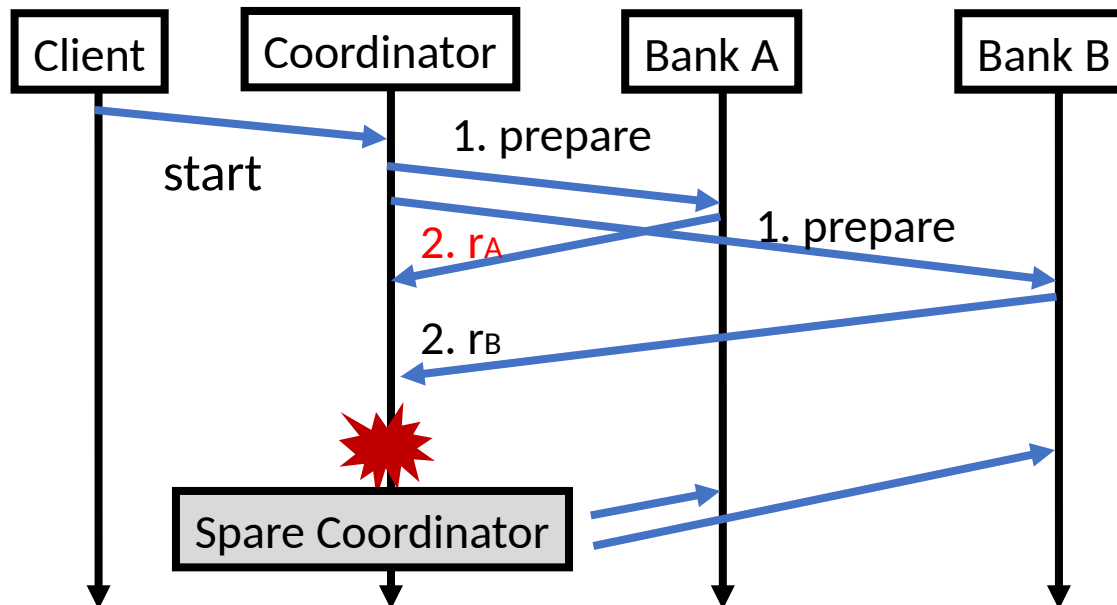 Client
Coordinator
Bank A
Bank B
start
1. prepare
1. prepare
2. rA
2. rB
Spare Coordinator